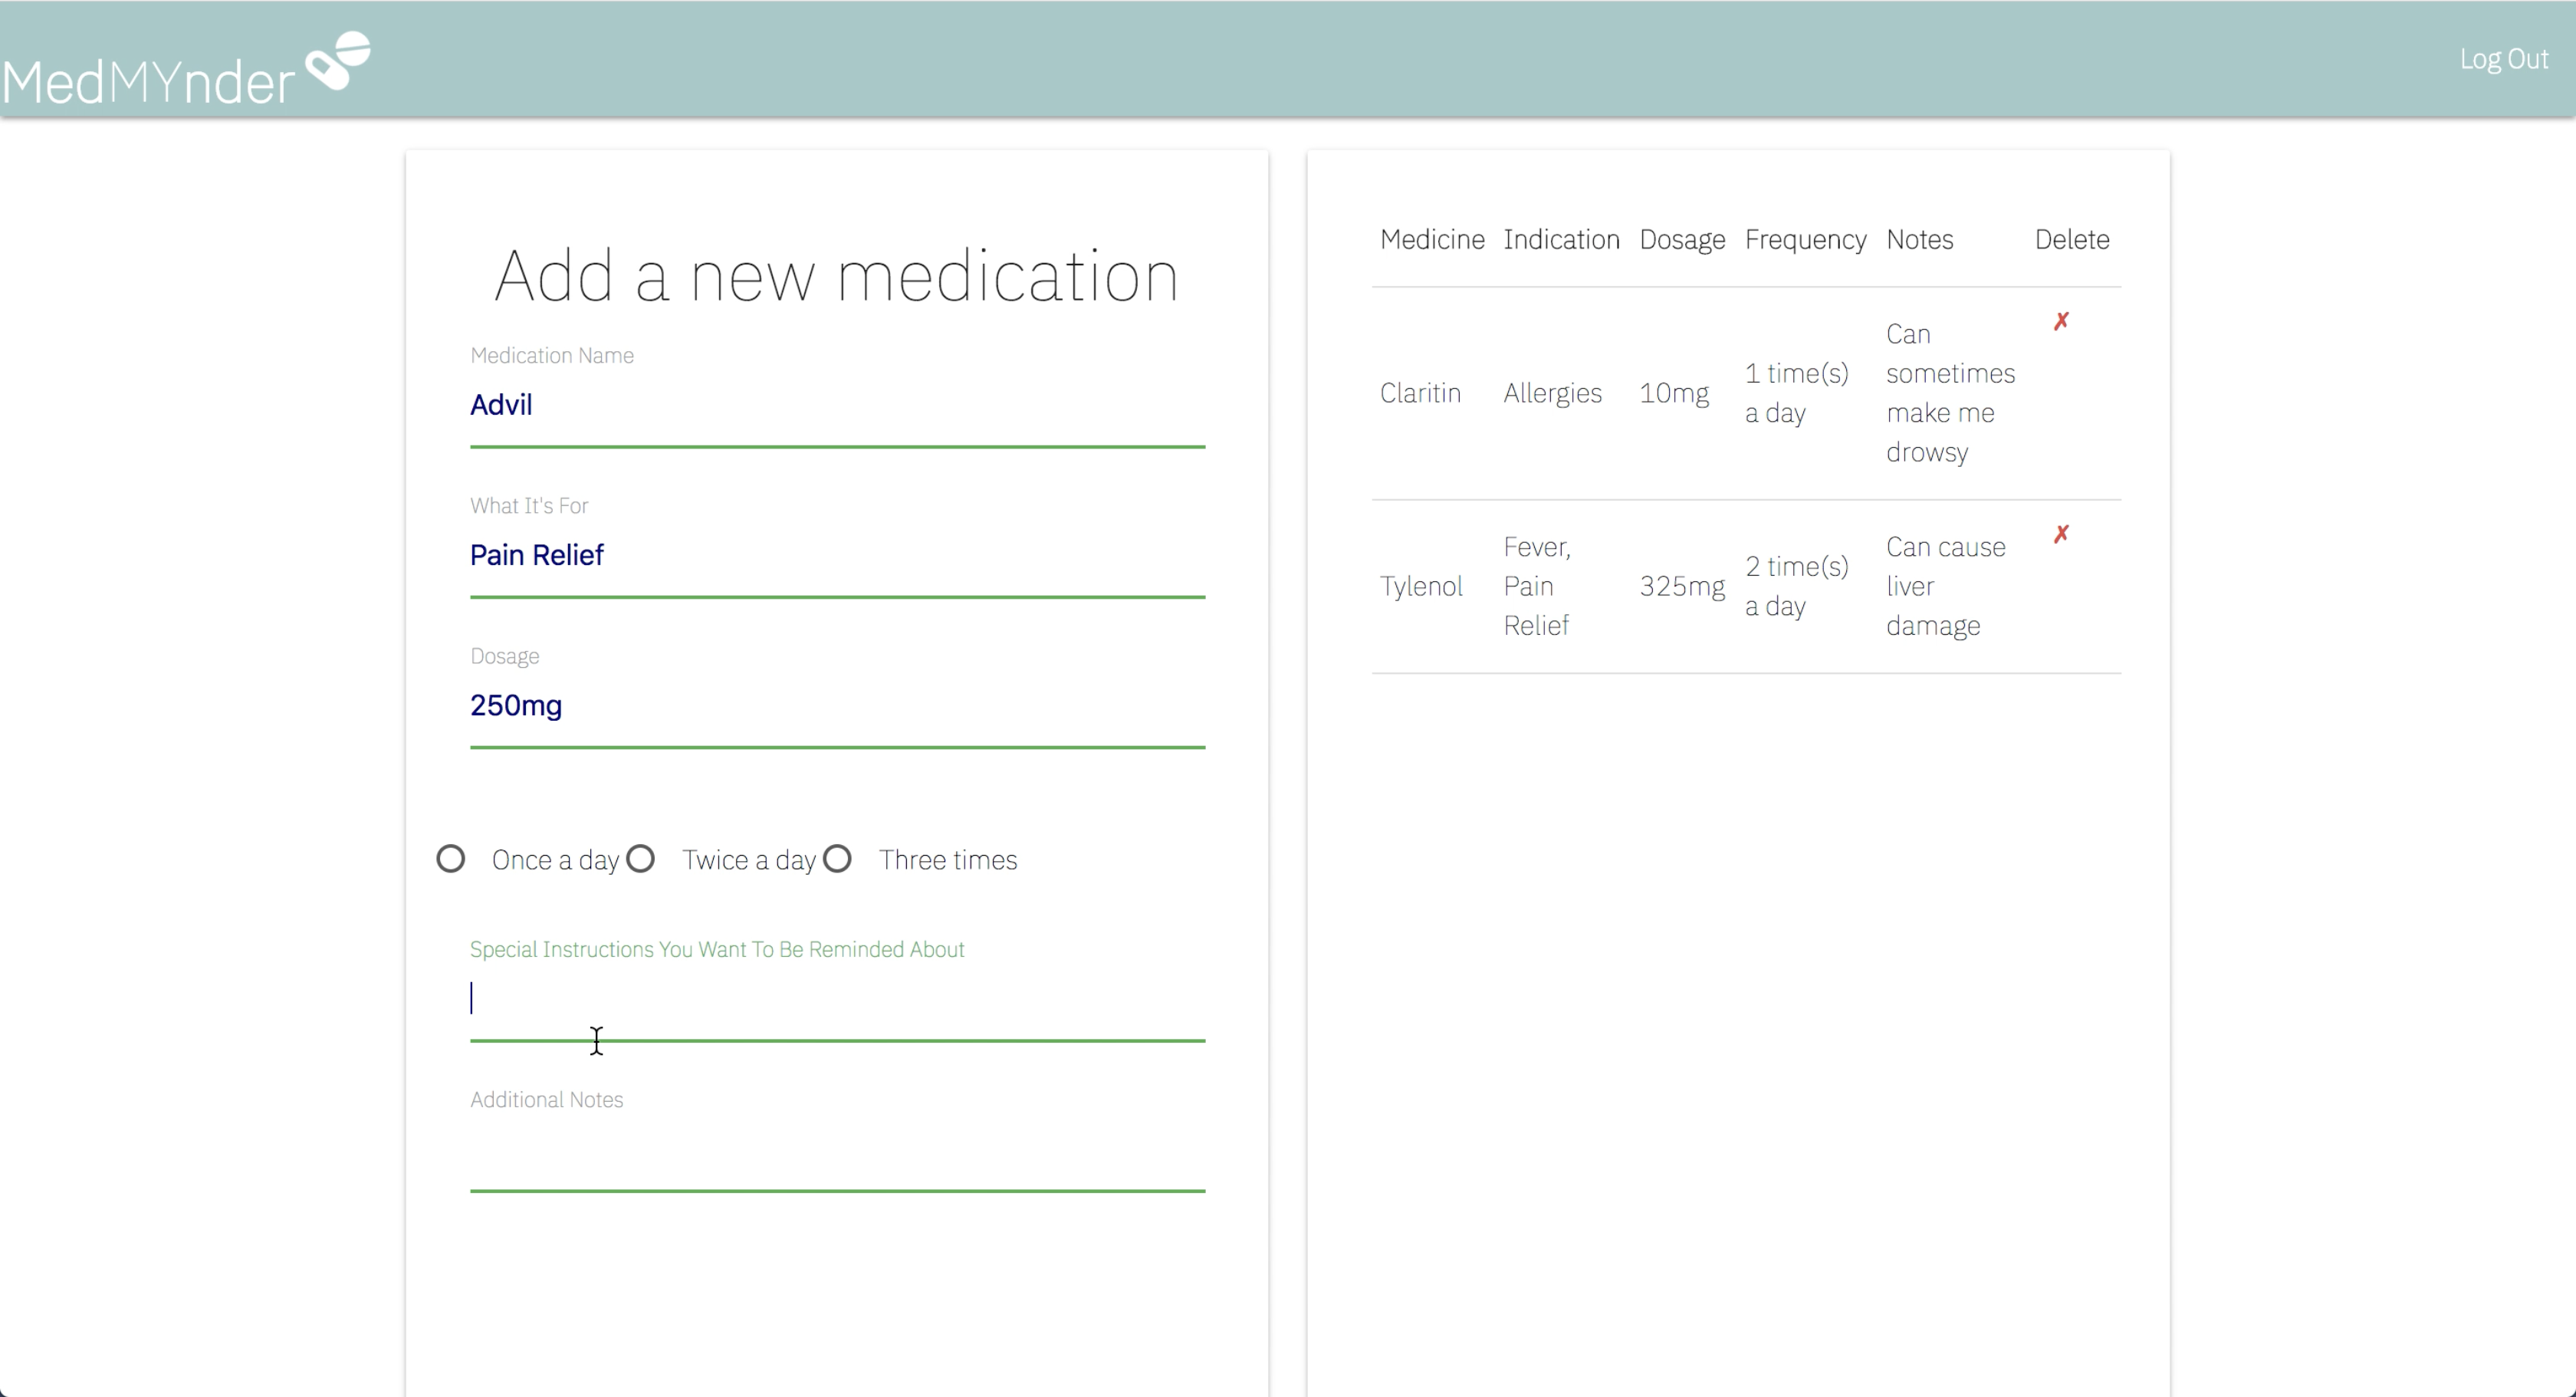 MedMYnder
Log Out
Add a new medication
Medication Name
Advil
What It's For
Pain Relief
Dosage
250mg
Once a day Twice a day Three times
Special Instructions You Want To Be Reminded About
Additional Notes
Medicine Indication Dosage Frequency Notes Delete
Claritin
Allergies
10mg
1 time(s)
a day
Can
sometimes
make me
drowsy
✗
Tylenol
Fever,
Pain
Relief
325mg
2 time(s)
a day
Can cause
liver
damage
✗